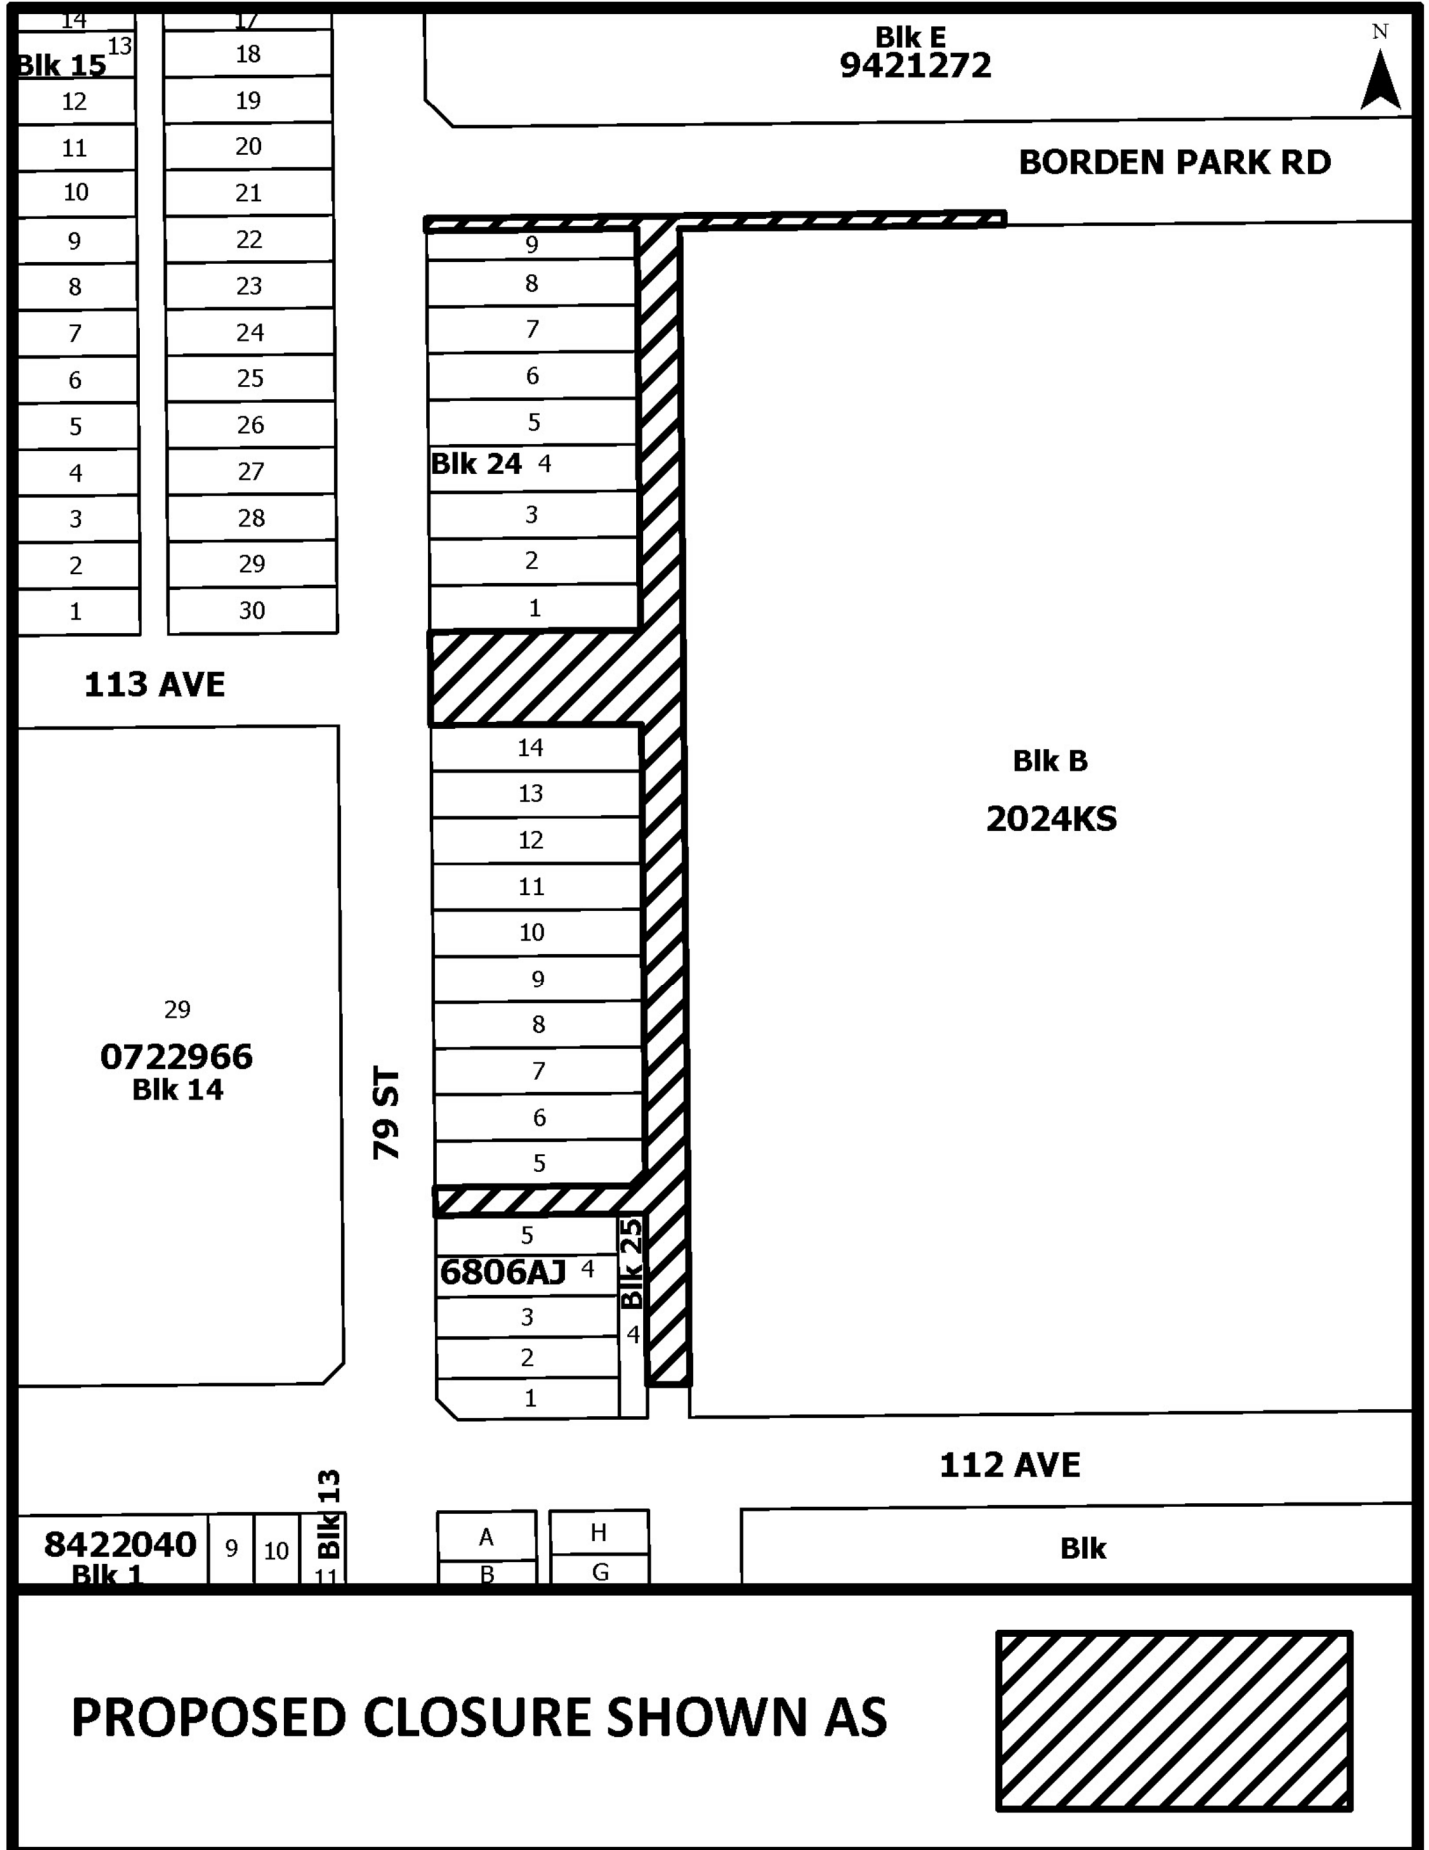 14
13
Blk 15
12
11
10
9
8
7
6
5
4
3
2
1
17
18
19
20
21
22
23
24
25
26
27
28
29
30
Blk E
9421272
N
BORDEN PARK RD
9
8
7
6
5
Blk 24 4
3
2
1
113 AVE
14
13
12
11
10
9
8
7
6
5
Blk B
2024KS
29
0722966
Blk 14
79 ST
5
6806AJ 4
3
2
1
Blk 25
4
112 AVE
8422040
Blk 1
9
10
Blk 13
11
A
B
H
G
Blk
PROPOSED CLOSURE SHOWN AS